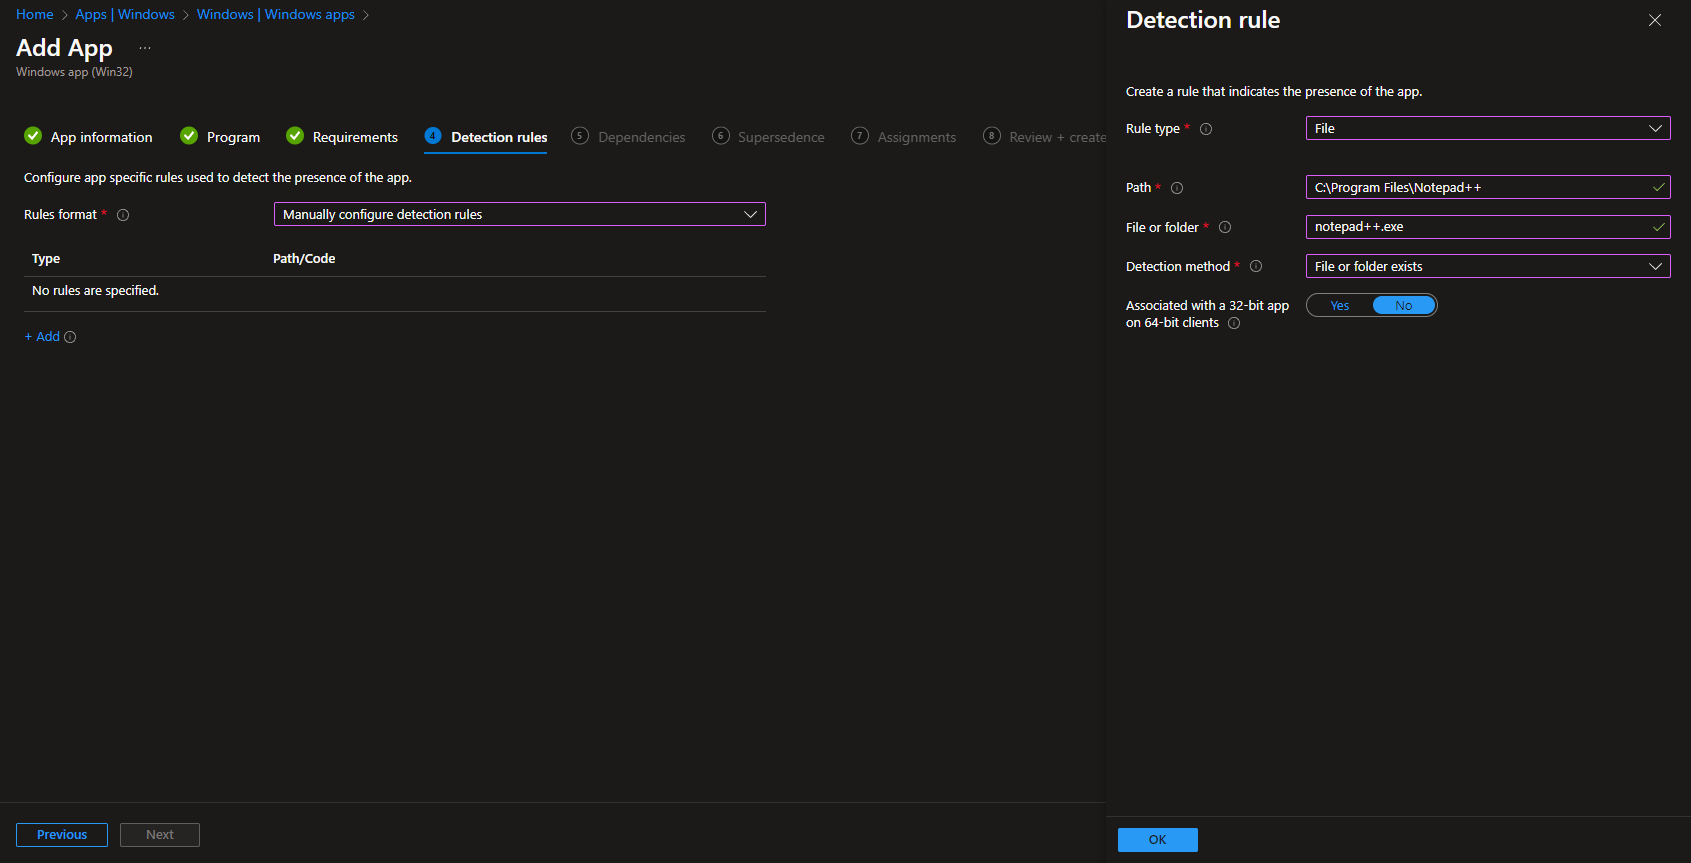 Home > Apps | Windows > Windows | Windows apps >
Add App ...
Windows app (Win32)
App information
Program
Requirements
4 Detection rules
5 Dependencies
6 Supersedence
7 Assignments
8 Review + create
Configure app specific rules used to detect the presence of the app.
Rules format * Manually configure detection rules
Type Path/Code
No rules are specified.
+ Add
Previous Next
Detection rule
Create a rule that indicates the presence of the app.
Rule type * File
Path * C:\Program Files\Notepad++
File or folder * notepad++.exe
Detection method * File or folder exists
Associated with a 32-bit app
on 64-bit clients
Yes No
OK